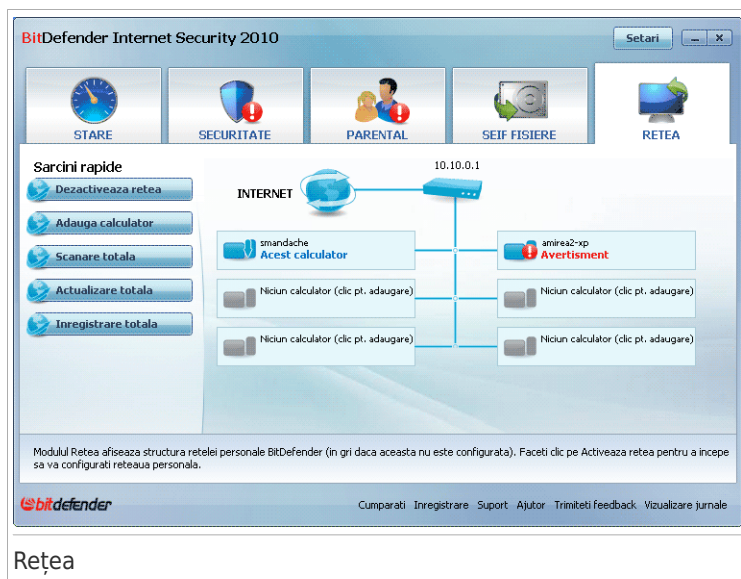 BitDefender Internet Security 2010
Setari
STARE
SECURITATE
PARENTAL
SEIF FISIERE
RETEA
Sarcini rapide
Dezactiveaza retea
Adauga calculator
Scanare totala
Actualizare totala
Inregistrare totala
10.10.0.1
INTERNET
smandache
Acest calculator
amirea2-xp
Avertisment
Niciun calculator (clic pt. adaugare)
Niciun calculator (clic pt. adaugare)
Niciun calculator (clic pt. adaugare)
Niciun calculator (clic pt. adaugare)
Modulul Retea afiseaza structura retelei personale BitDefender (in gri daca aceasta nu este configurata). Faceti clic pe Activeaza retea pentru a incepe
sa va configurati reteaua personala.
bitdefender
Cumparati Inregistrare Suport Ajutor Trimiteti feedback Vizualizare jurnale
Rețea